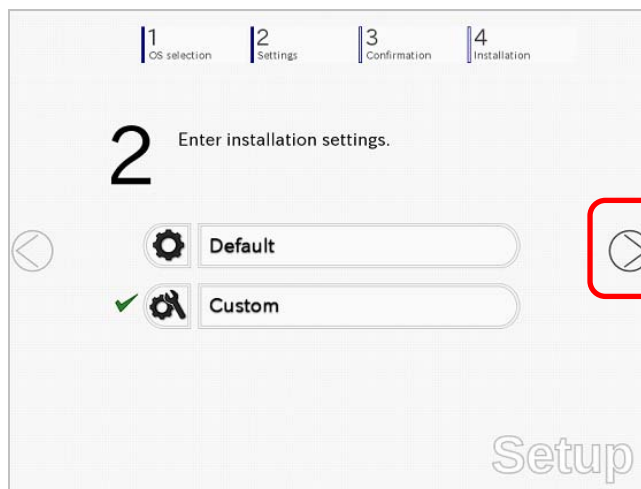 1
OS selection
2
Settings
3
Confirmation
4
Installation
2
Enter installation settings.
Default
Custom
Setup